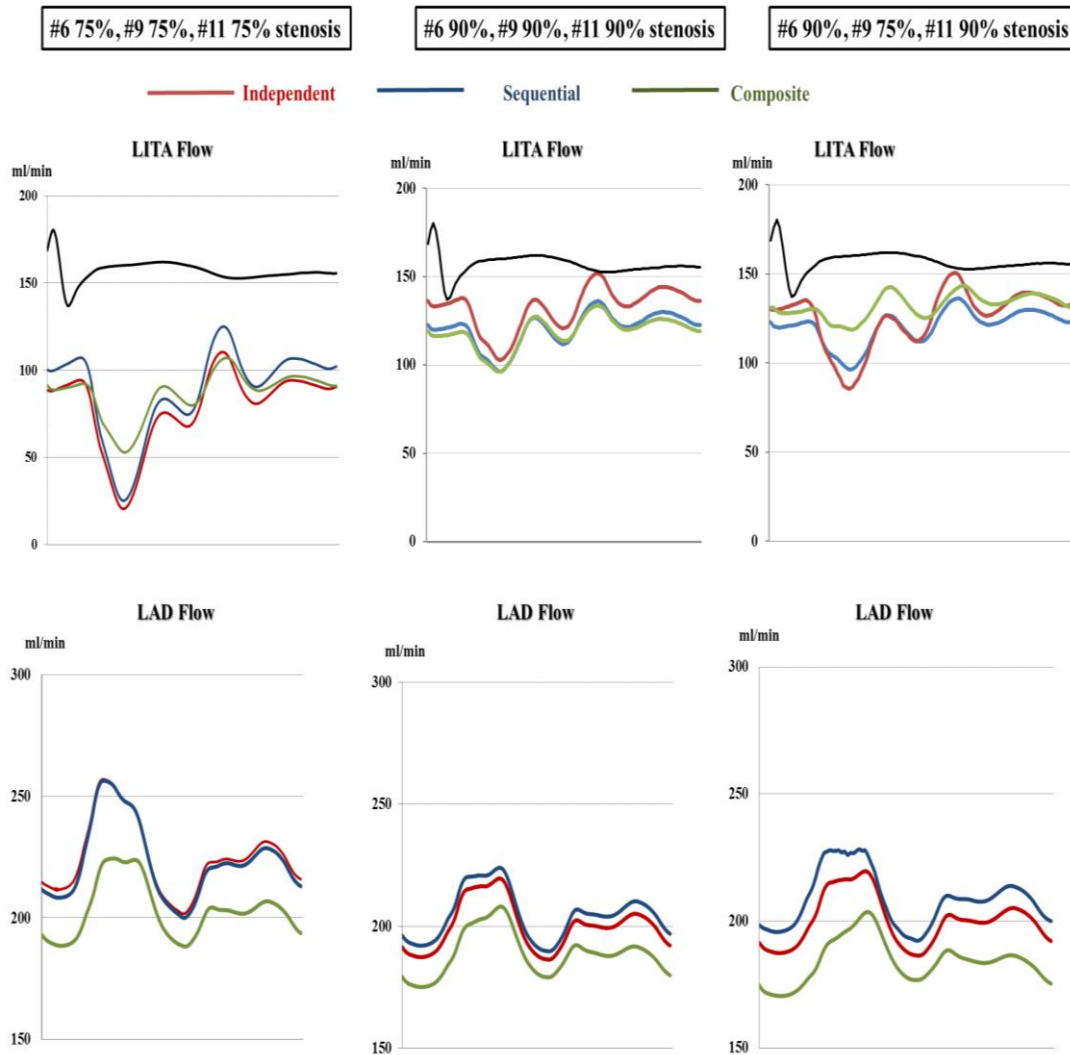 #6 75%, #9 75%, #11 75% stenosis
#6 90%, #9 90%, #11 90% stenosis
#6 90%, #9 75%, #11 90% stenosis
Independent
Sequential
Composite
LITA Flow
ml/min
200
150
100
50
0
LITA Flow
ml/min
200
150
100
50
0
LITA Flow
ml/min
200
150
100
50
0
LAD Flow
ml/min
300
250
200
150
LAD Flow
ml/min
300
250
200
150
LAD Flow
ml/min
300
250
200
150